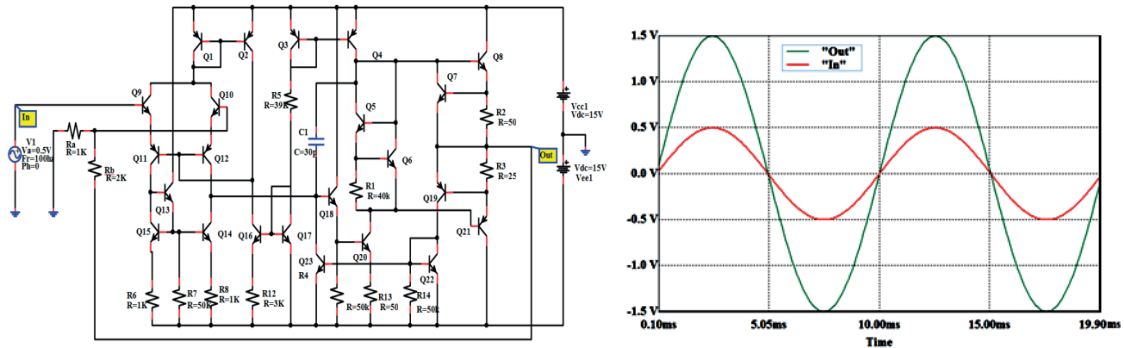 Q1
Q2
Q3
Q4
Q8
Q7
Q9
Q10
R5
R=39K
In
V1
Va=0.5V
Fr=100hz
Ph=0
Ra
R=1K
Rb
R=2K
Q11
Q12
C1
C=30p
Q5
Q6
R2
R=50
Vcc1
Vdc=15V
Out
R3
R=25
Vdc=15V
Vee1
Q13
Q15
Q14
Q16
Q17
Q18
R1
R=40k
Q19
Q21
Q20
Q23
R4
Q22
R6
R=1K
R7
R=50K
R8
R=1K
R12
R=3K
R=50k
R13
R=50
R14
R=50k
1.5 V
1.0 V
0.5 V
0.0 V
-0.5 V
-1.0 V
-1.5 V
"Out"
"In"
0.10ms
5.05ms
10.00ms
15.00ms
19.90ms
Time